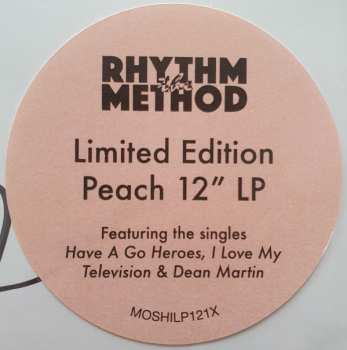 RHYTHM
the
METHOD
Limited Edition
Peach 12” LP
Featuring the singles
Have A Go Heroes, I Love My
Television & Dean Martin
MOSHILP121X